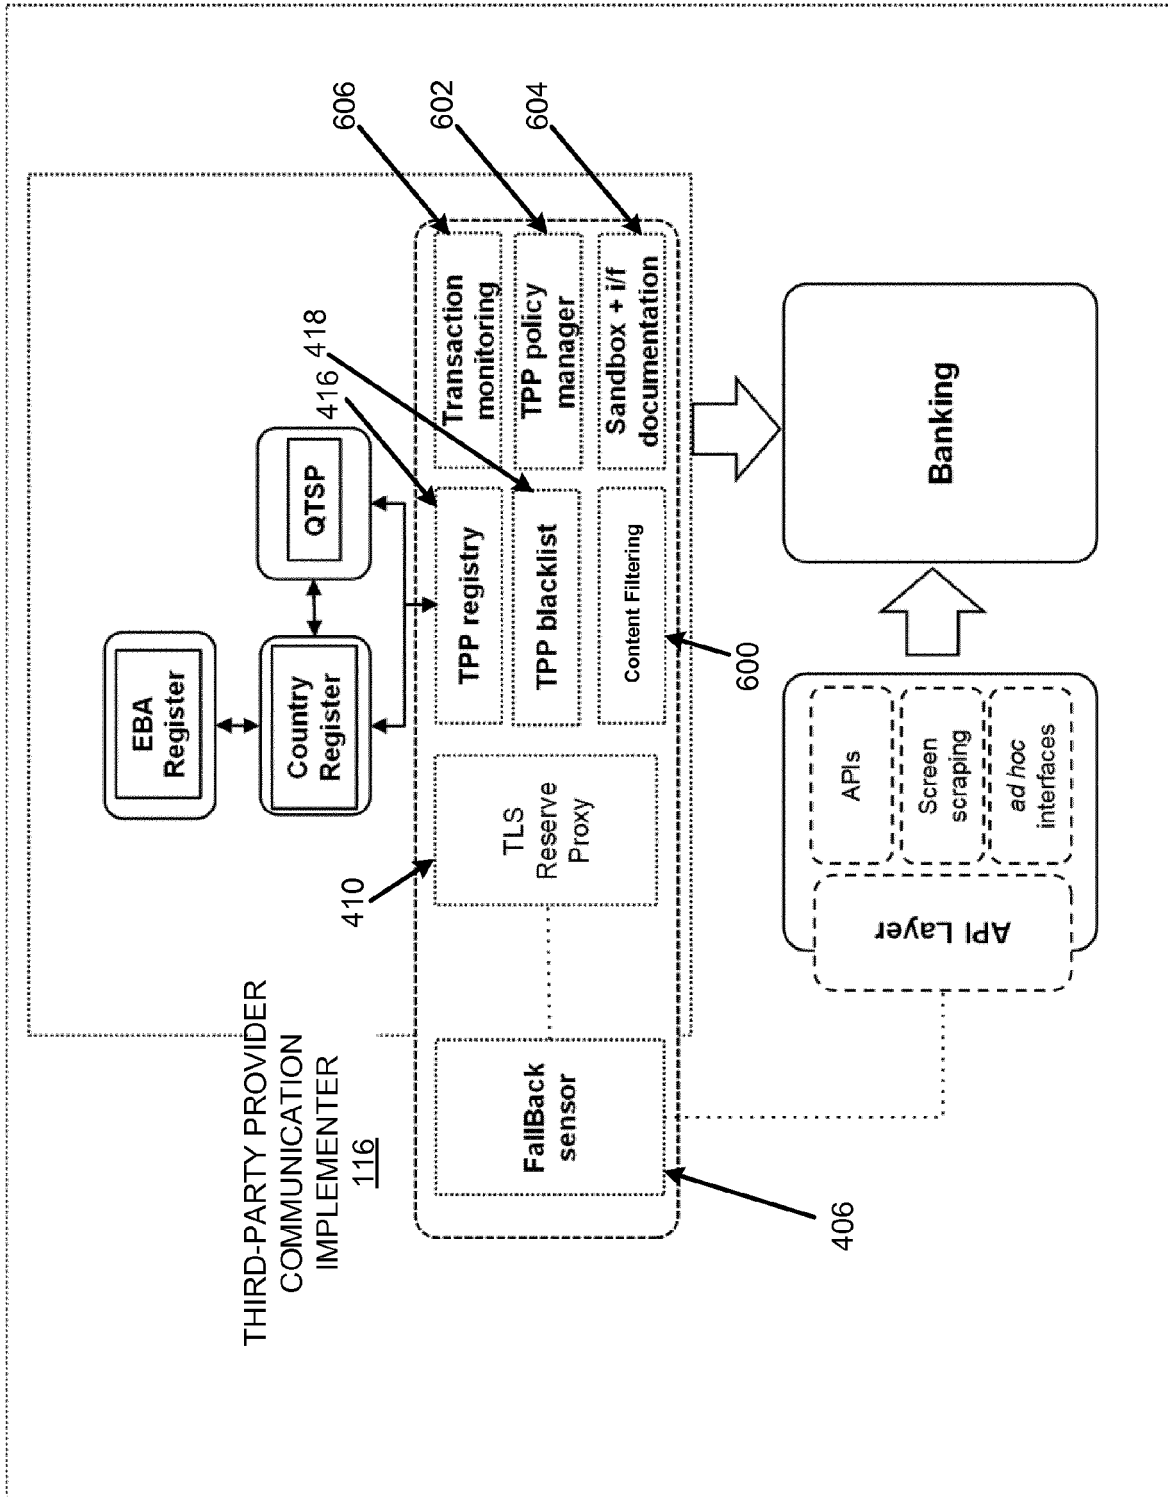 THIRD-PARTY PROVIDER
COMMUNICATION
IMPLEMENTER
116
EBA
Register
Country
Register
QTSP
410
416
418
606
602
604
FallBack
sensor
TLS
Reserve
Proxy
TPP registry
TPP blacklist
Content Filtering
Transaction
monitoring
TPP policy
manager
Sandbox + i/f
documentation
406
600
API Layer
APIs
Screen
scraping
ad hoc
interfaces
Banking